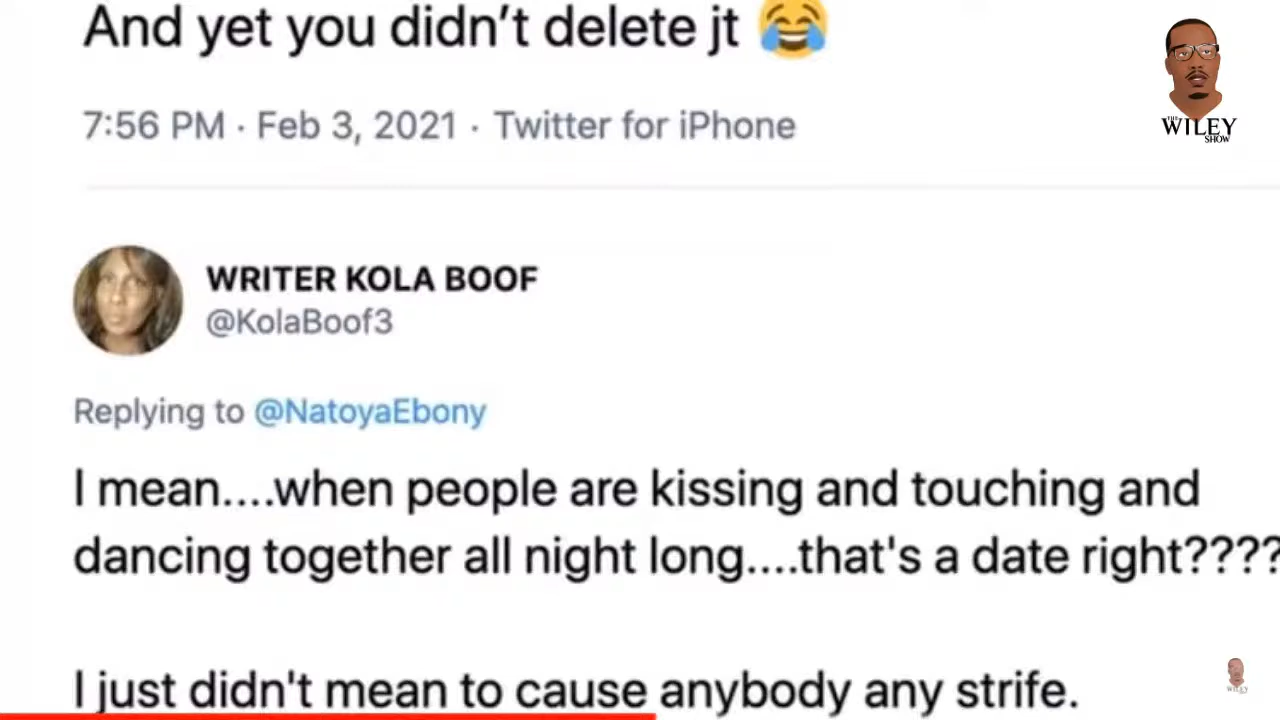 And yet you didn't delete jt 😂
7:56 PM · Feb 3, 2021 · Twitter for iPhone
THE
WILEY
SHOW
WRITER KOLA BOOF
@KolaBoof3
Replying to @NatoyaEbony
I mean....when people are kissing and touching and
dancing together all night long....that's a date right????
I just didn't mean to cause anybody any strife.
WILEY